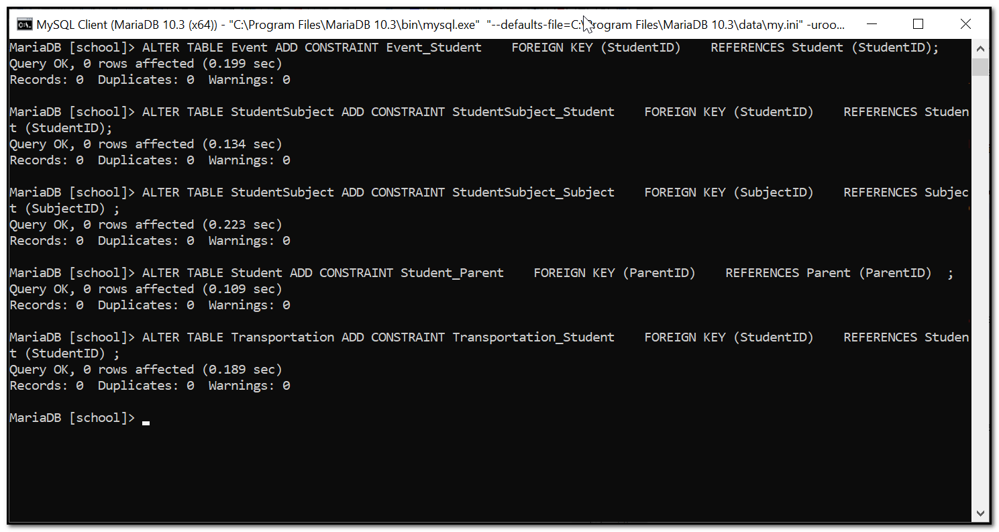 MySQL Client (MariaDB 10.3 (x64)) - "C:\Program Files\MariaDB 10.3\bin\mysql.exe"  "--defaults-file=C:\Program Files\MariaDB 10.3\data\my.ini" -uroo...
MariaDB [school]> ALTER TABLE Event ADD CONSTRAINT Event_Student    FOREIGN KEY (StudentID)    REFERENCES Student (StudentID);
Query OK, 0 rows affected (0.199 sec)
Records: 0  Duplicates: 0  Warnings: 0
MariaDB [school]> ALTER TABLE StudentSubject ADD CONSTRAINT StudentSubject_Student    FOREIGN KEY (StudentID)    REFERENCES Studen
t (StudentID);
Query OK, 0 rows affected (0.134 sec)
Records: 0  Duplicates: 0  Warnings: 0
MariaDB [school]> ALTER TABLE StudentSubject ADD CONSTRAINT StudentSubject_Subject    FOREIGN KEY (SubjectID)    REFERENCES Subjec
t (SubjectID) ;
Query OK, 0 rows affected (0.223 sec)
Records: 0  Duplicates: 0  Warnings: 0
MariaDB [school]> ALTER TABLE Student ADD CONSTRAINT Student_Parent    FOREIGN KEY (ParentID)    REFERENCES Parent (ParentID)  ;
Query OK, 0 rows affected (0.109 sec)
Records: 0  Duplicates: 0  Warnings: 0
MariaDB [school]> ALTER TABLE Transportation ADD CONSTRAINT Transportation_Student    FOREIGN KEY (StudentID)    REFERENCES Studen
t (StudentID) ;
Query OK, 0 rows affected (0.189 sec)
Records: 0  Duplicates: 0  Warnings: 0
MariaDB [school]>